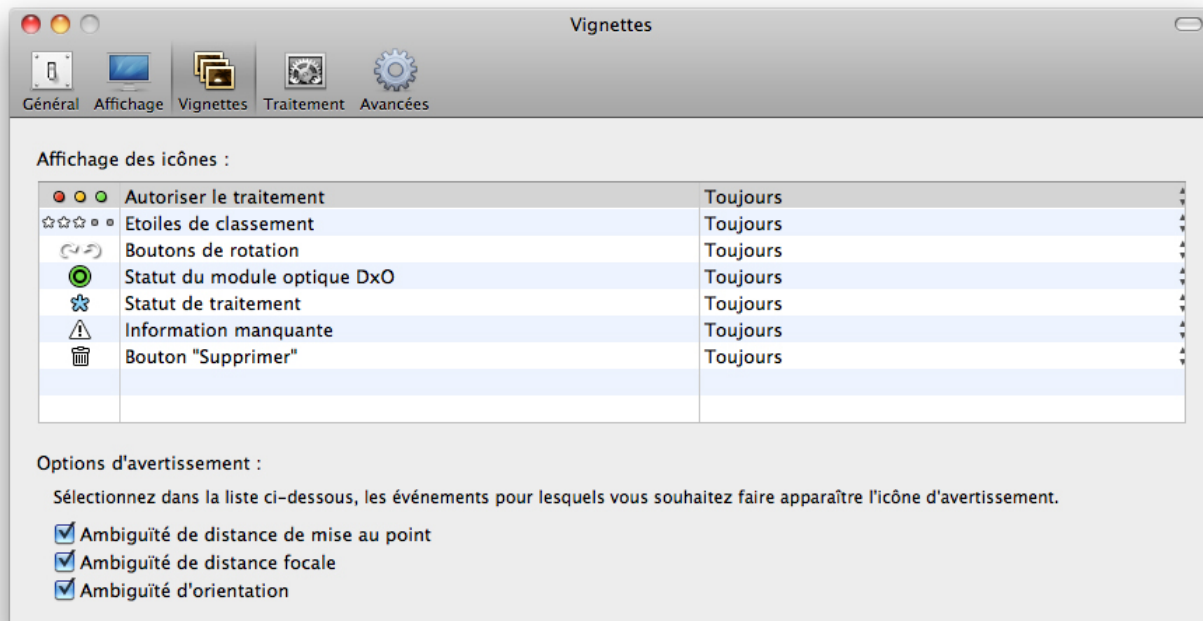 Vignettes
Général Affichage Vignettes Traitement Avancées
Affichage des icônes :
Autoriser le traitement Toujours
Etoiles de classement Toujours
Boutons de rotation Toujours
Statut du module optique DxO Toujours
Statut de traitement Toujours
Information manquante Toujours
Bouton "Supprimer" Toujours
Options d'avertissement :
Sélectionnez dans la liste ci-dessous, les événements pour lesquels vous souhaitez faire apparaître l'icône d'avertissement.
Ambiguïté de distance de mise au point
Ambiguïté de distance focale
Ambiguïté d'orientation